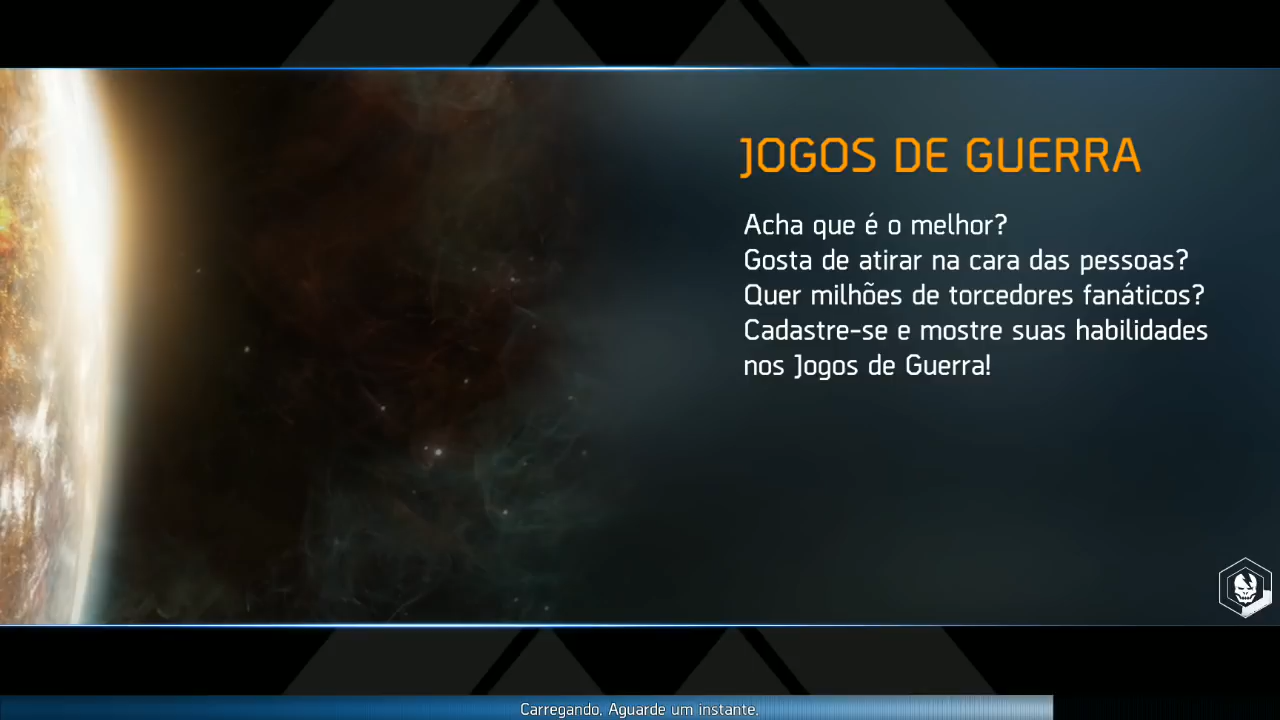 JOGOS DE GUERRA
Acha que é o melhor?
Gosta de atirar na cara das pessoas?
Quer milhões de torcedores fanáticos?
Cadastre-se e mostre suas habilidades
nos Jogos de Guerra!
Carregando, Aguarde um instante.